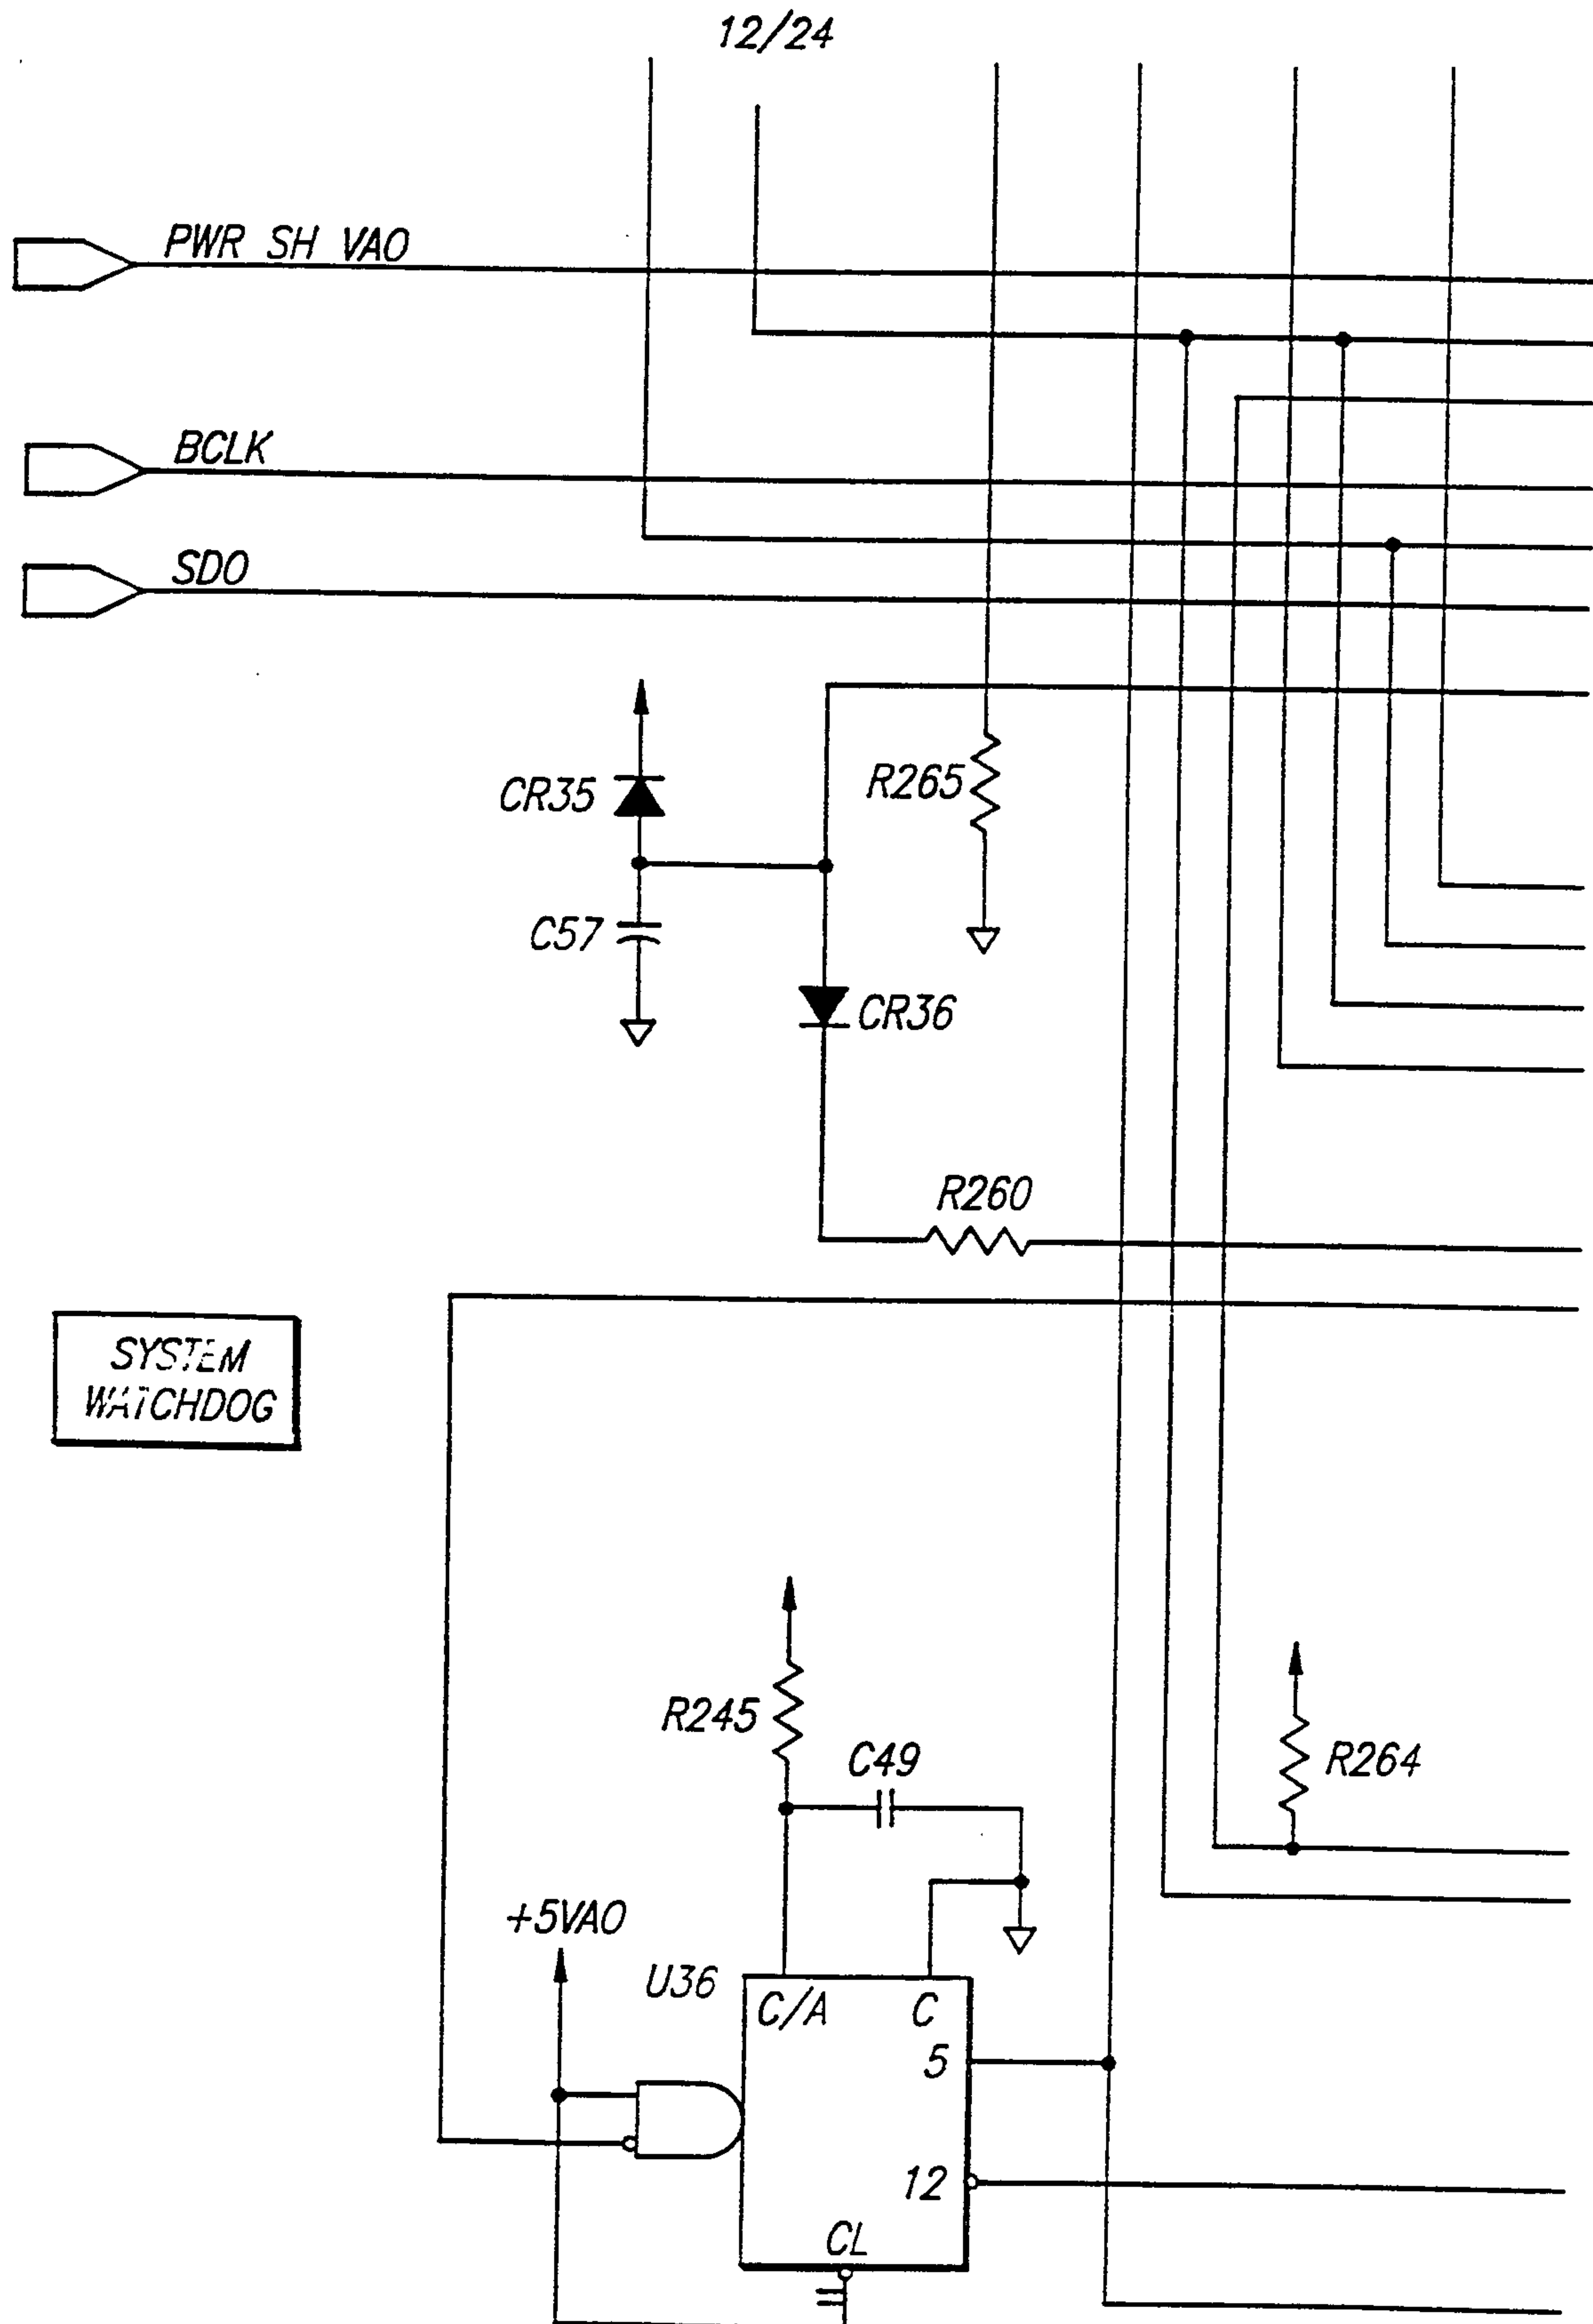 12/24
PWR SH VAO
BCLK
SDO
CR35
R265
C57
CR36
R260
SYSTEM
WATCHDOG
R245
C49
R264
+5VAO
U36
C/A
C
5
12
CL